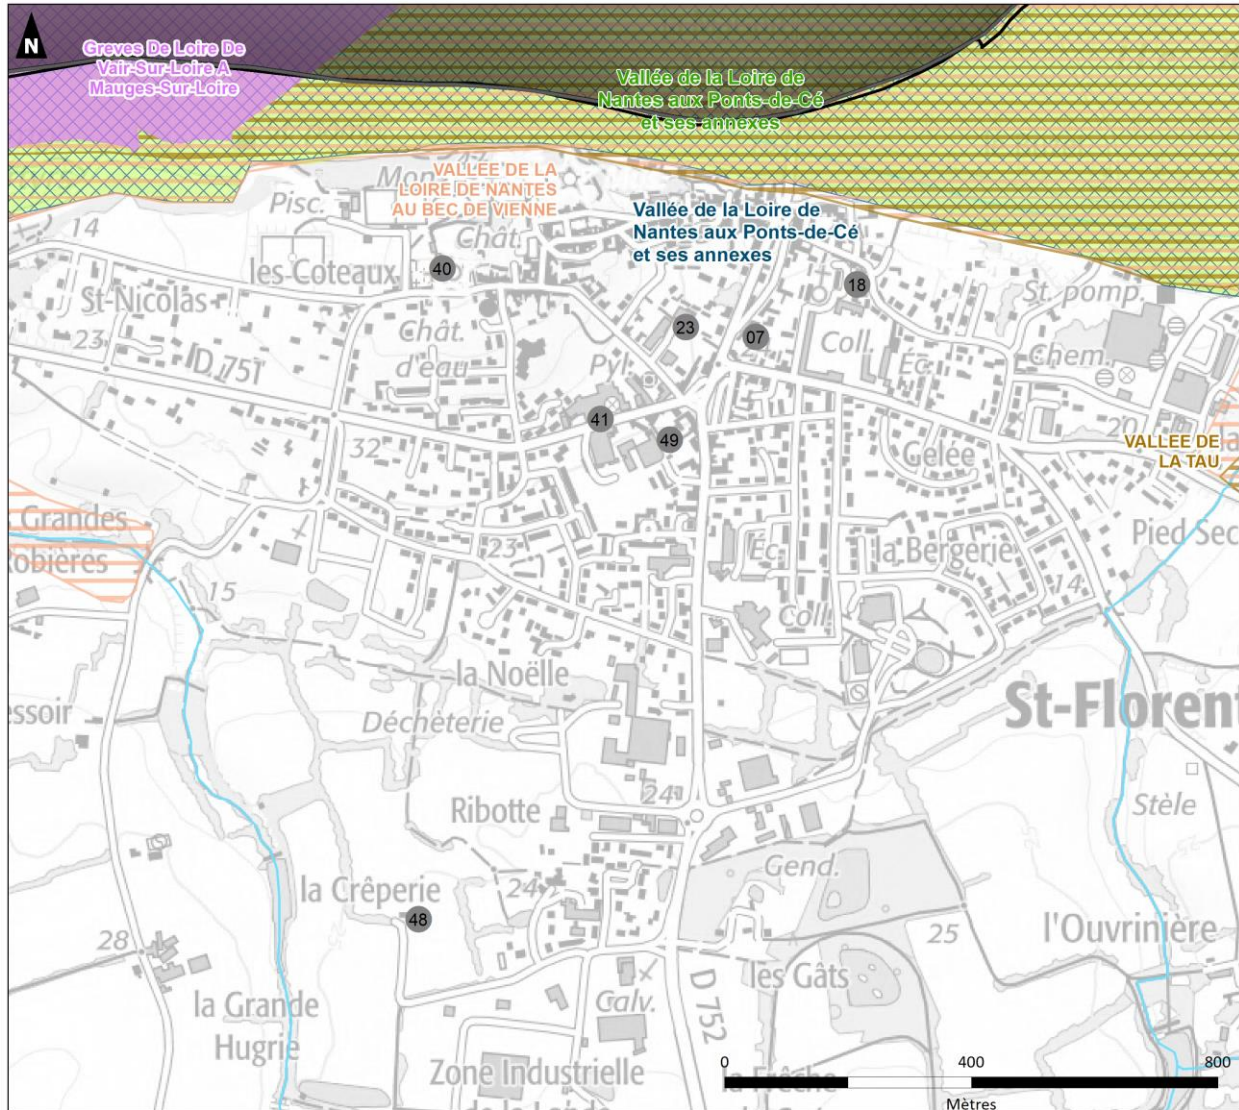 N
Greves De Loire De
Vair-Sur-Loire A
Mauges-Sur-Loire
Vallée de la Loire de
Nantes aux Ponts-de-Cé
et ses annexes
VALLEE DE LA
LOIRE DE NANTES
AU BEC DE VIENNE
Pisc.
Vallée de la Loire de
Nantes aux Ponts-de-Cé
et ses annexes
14
Chât.
les Coteaux
40
18
St-Nicolas
St. pomp.
23
07
Chât.
d'eau
Coll.
Éc.
Chem.
23
D 751
Pyl.
41
49
20
32
Gelée
VALLEE DE
LA TAU
Grandes
Robières
23
Éc.
la Bergerie
Pied Sec
15
14
Coll.
la Noëlle
St-Florent
essoir
Déchèterie
24
Ribotte
Stèle
Gend.
la Crêperie
24
48
28
25
l'Ouvrinière
la Grande
Hugrie
les Gâts
Calv.
D 752
Zone Industrielle
de la Lande
la Frêche
0
400
800
Mètres